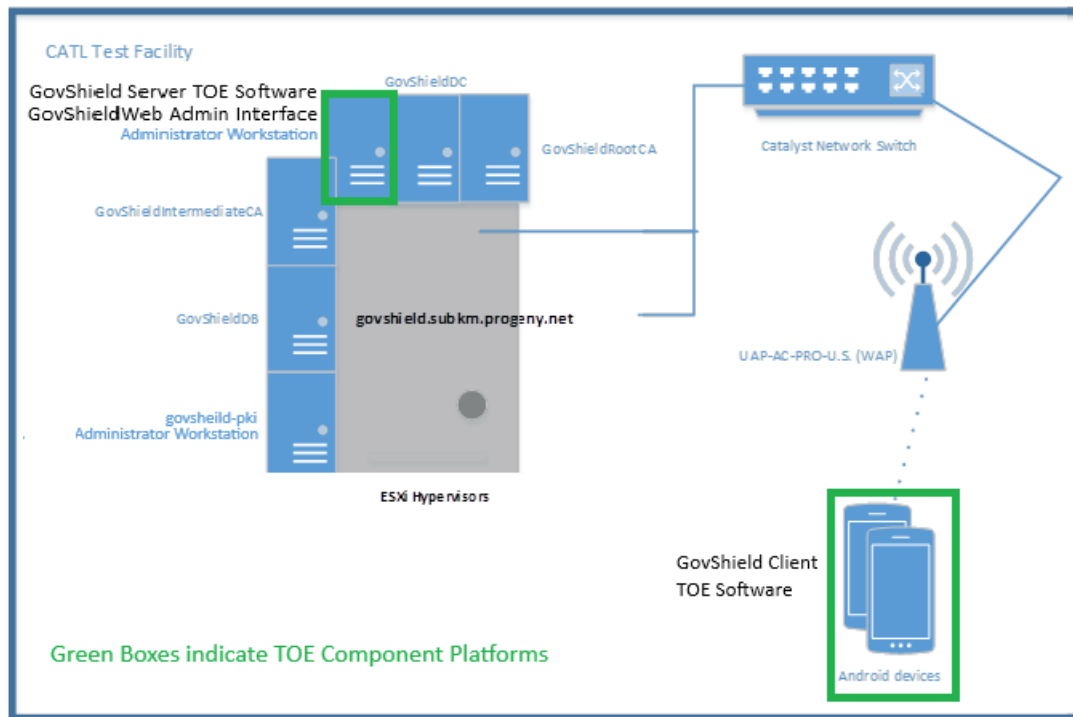 CATL Test Facility
GovShield Server TOE Software
GovShieldWeb Admin Interface
Administrator Workstation
GovShieldDC
GovShieldRootCA
GovShieldIntermediateCA
GovShieldDB
govsheild-pki
Administrator Workstation
govshield.subkm.progeny.net
ESXi Hypervisors
Catalyst Network Switch
UAP-AC-PRO-U.S. (WAP)
GovShield Client
TOE Software
Android devices
Green Boxes indicate TOE Component Platforms